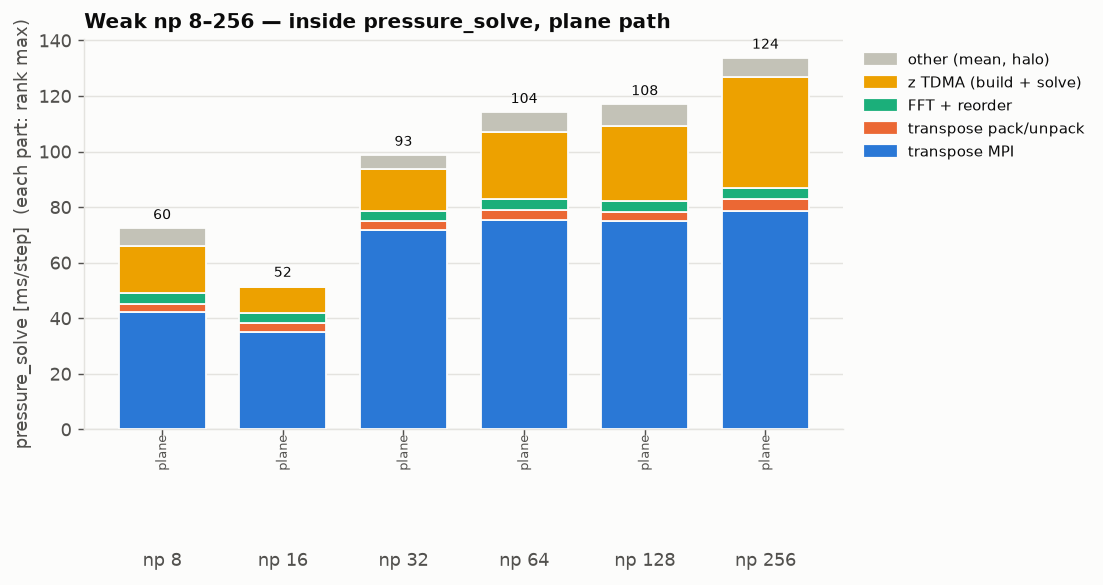 Weak np 8–256 — inside pressure_solve, plane path
pressure_solve [ms/step]  (each part: rank max)
140
120
100
80
60
40
20
0
60
52
93
104
108
124
other (mean, halo)
z TDMA (build + solve)
FFT + reorder
transpose pack/unpack
transpose MPI
plane
plane
plane
plane
plane
plane
np 8
np 16
np 32
np 64
np 128
np 256